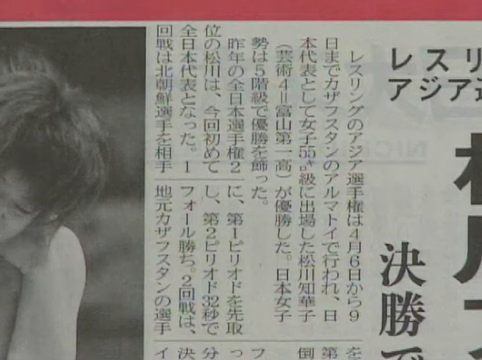 レスリ
アジア
決勝で
レスリングのアジア選手権は4月6日から9
日までカザフスタンのアルマトイで行われ、日
本代表として女子55㌔級に出場した松川知華子
(芸術4=富山第一高)が優勝した。日本女子
勢は5階級で優勝を飾った。
昨年の全日本選手権2
位の松川は、今回初めて
全日本代表となった。1
回戦は北朝鮮選手を相手
に、第1ピリオドを先取
し、第2ピリオド32秒で
フォール勝ち。2回戦は、
地元カザフスタンの選手
を
第
倒
フ
っ
分
決
イ